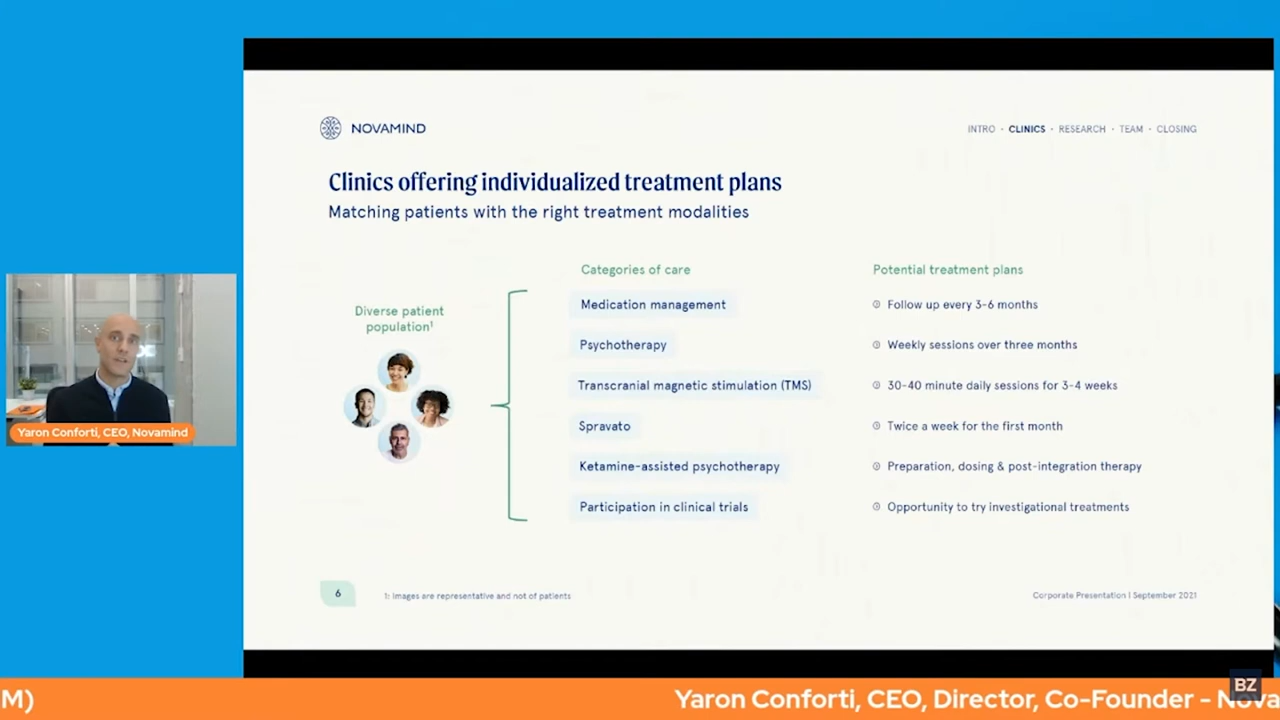 NOVAMIND
INTRO · CLINICS · RESEARCH · TEAM · CLOSING
Clinics offering individualized treatment plans
Matching patients with the right treatment modalities
Diverse patient
population¹
Categories of care
Potential treatment plans
Medication management
Follow up every 3-6 months
Psychotherapy
Weekly sessions over three months
Transcranial magnetic stimulation (TMS)
30-40 minute daily sessions for 3-4 weeks
Spravato
Twice a week for the first month
Ketamine-assisted psychotherapy
Preparation, dosing & post-integration therapy
Participation in clinical trials
Opportunity to try investigational treatments
6
1: Images are representative and not of patients
Corporate Presentation | September 2021
Yaron Conforti, CEO, Novamind
BZ
M)
Yaron Conforti, CEO, Director, Co-Founder - Nova